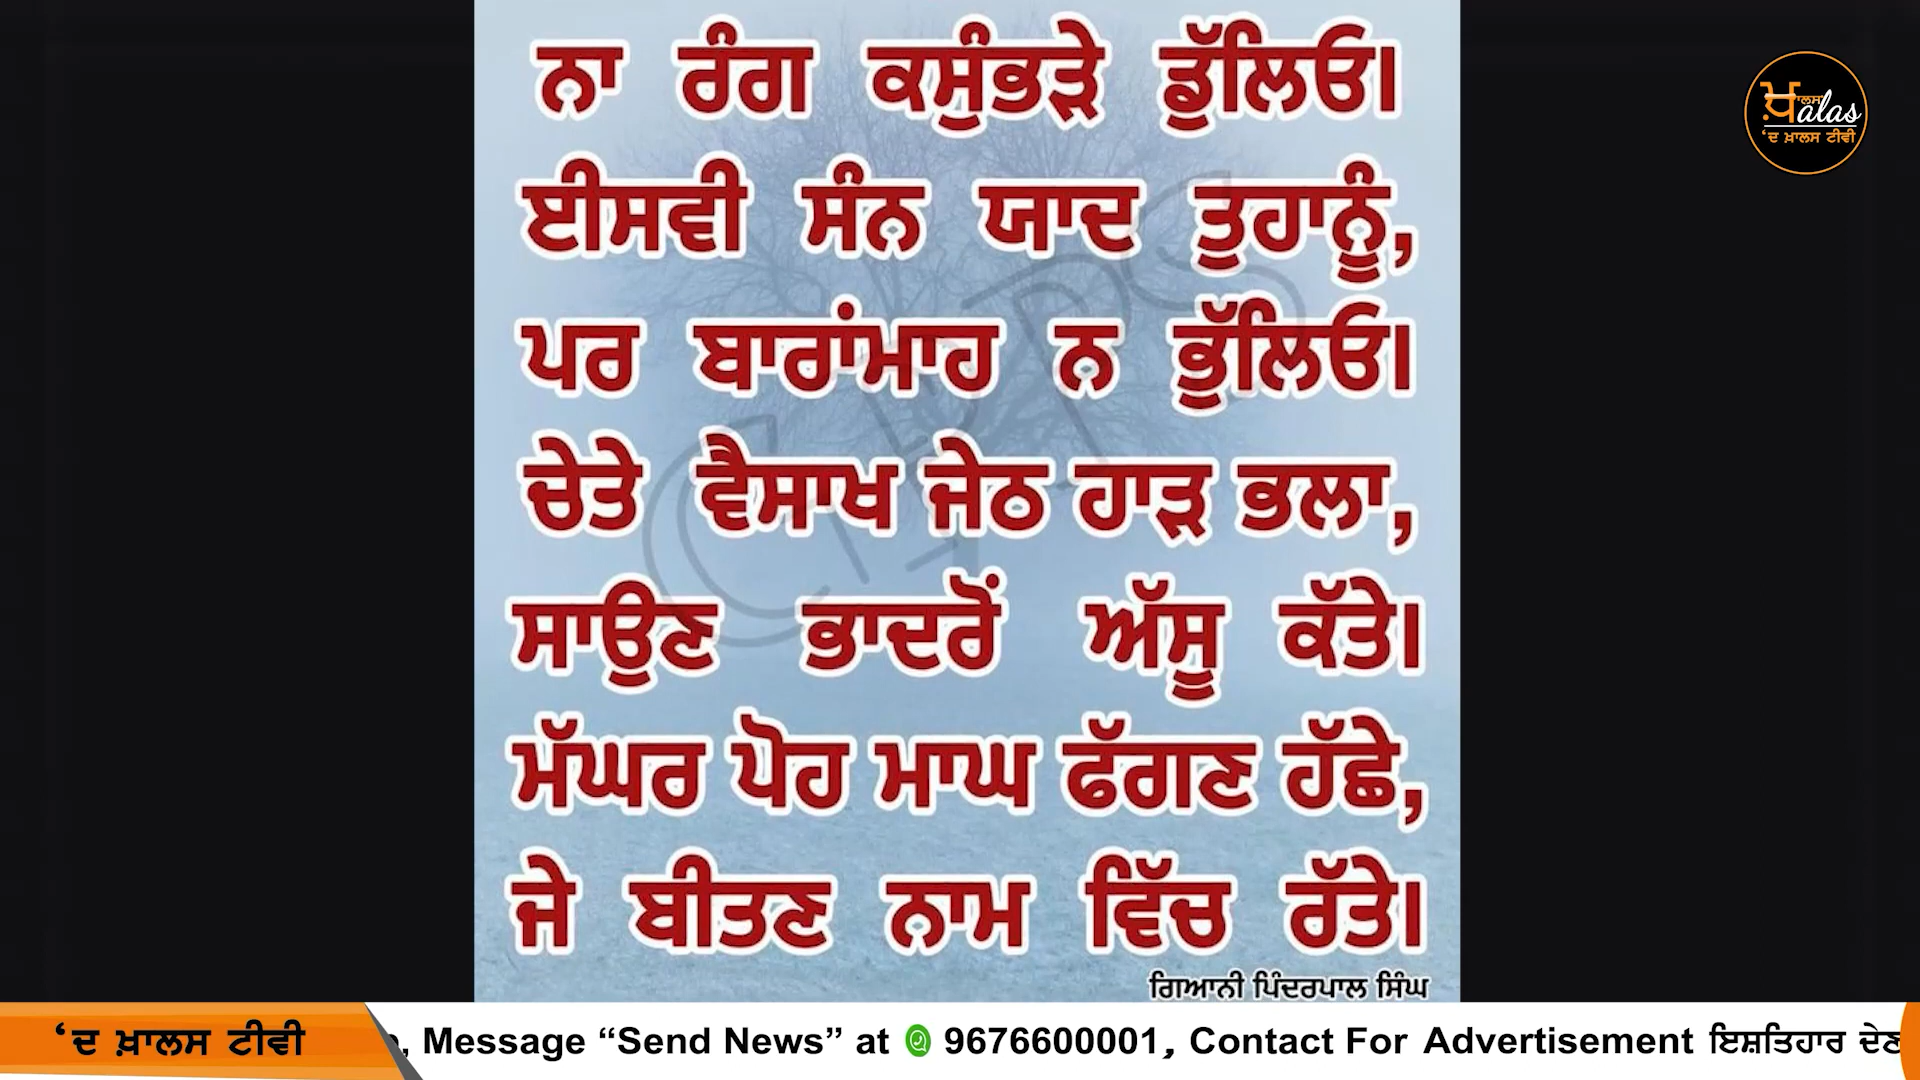 ਨਾ ਰੰਗ ਕਸੁੰਭੜੇ ਡੁੱਲਿਓ।
ਈਸਵੀ ਸੰਨ ਯਾਦ ਤੁਹਾਨੂੰ,
ਪਰ ਬਾਰਾਂਮਾਹ ਨ ਭੁੱਲਿਓ।
ਚੇਤੇ ਵੈਸਾਖ ਜੇਠ ਹਾੜ ਭਲਾ,
ਸਾਉਣ ਭਾਦਰੋਂ ਅੱਸੂ ਕੱਤੇ।
ਮੱਘਰ ਪੋਹ ਮਾਘ ਫੱਗਣ ਹੱਛੇ,
ਜੇ ਬੀਤਣ ਨਾਮ ਵਿੱਚ ਰੱਤੇ।
ਗਿਆਨੀ ਪਿੰਦਰਪਾਲ ਸਿੰਘ
CPDS
ਖ਼ਾਲਸ alas
‘ਦ ਖ਼ਾਲਸ ਟੀਵੀ
‘ਦ ਖ਼ਾਲਸ ਟੀਵੀ , Message “Send News” at 9676600001, Contact For Advertisement ਇਸ਼ਤਿਹਾਰ ਦੇਣ